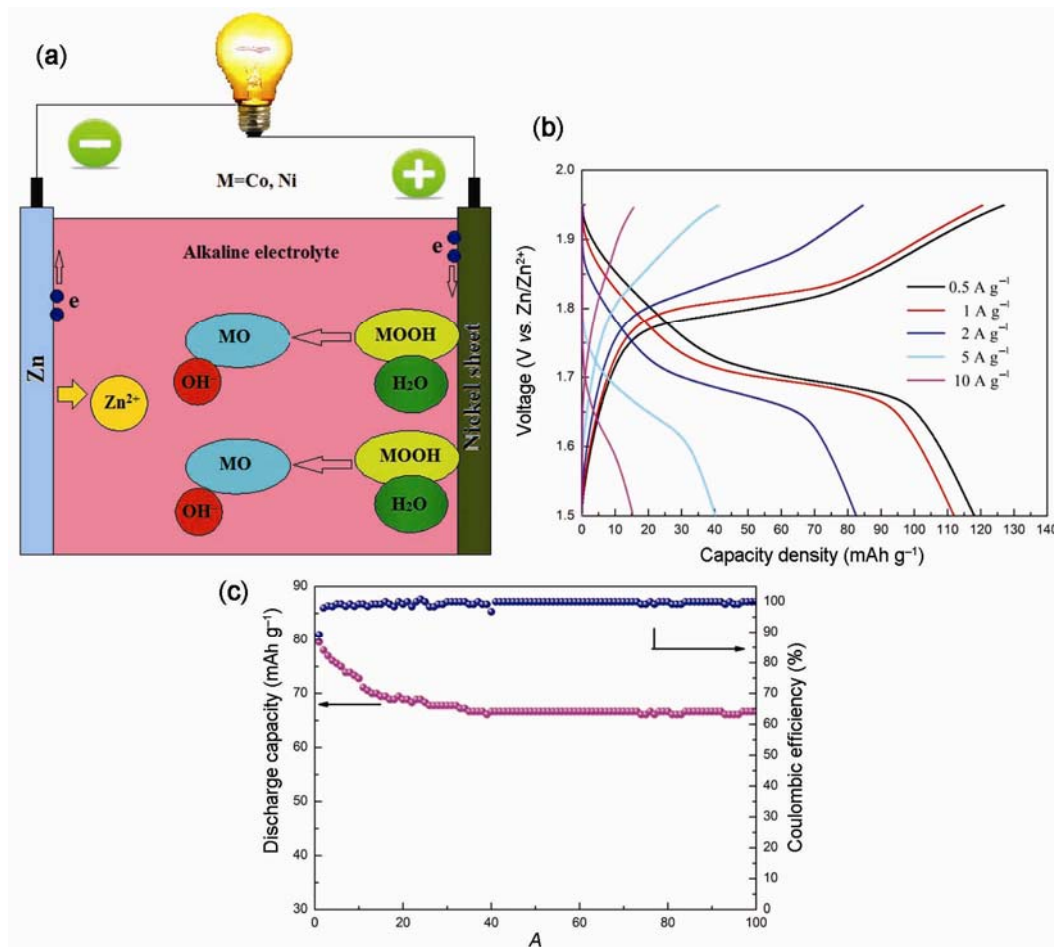 (a)
−
+
M=Co, Ni
Alkaline electrolyte
e
e
Zn
Zn2+
MO
OH−
MOOH
H2O
MO
OH−
MOOH
H2O
Nickel sheet
(b)
Voltage (V vs. Zn/Zn2+)
2.0
1.9
1.8
1.7
1.6
1.5
0.5 A g–1
1 A g–1
2 A g–1
5 A g–1
10 A g–1
0 10 20 30 40 50 60 70 80 90 100 110 120 130 140
Capacity density (mAh g–1)
(c)
Discharge capacity (mAh g–1)
90
80
70
60
50
40
30
0 20 40 60 80 100
A
100
90
80
70
60
50
40
30
20
10
0
Coulombic efficiency (%)